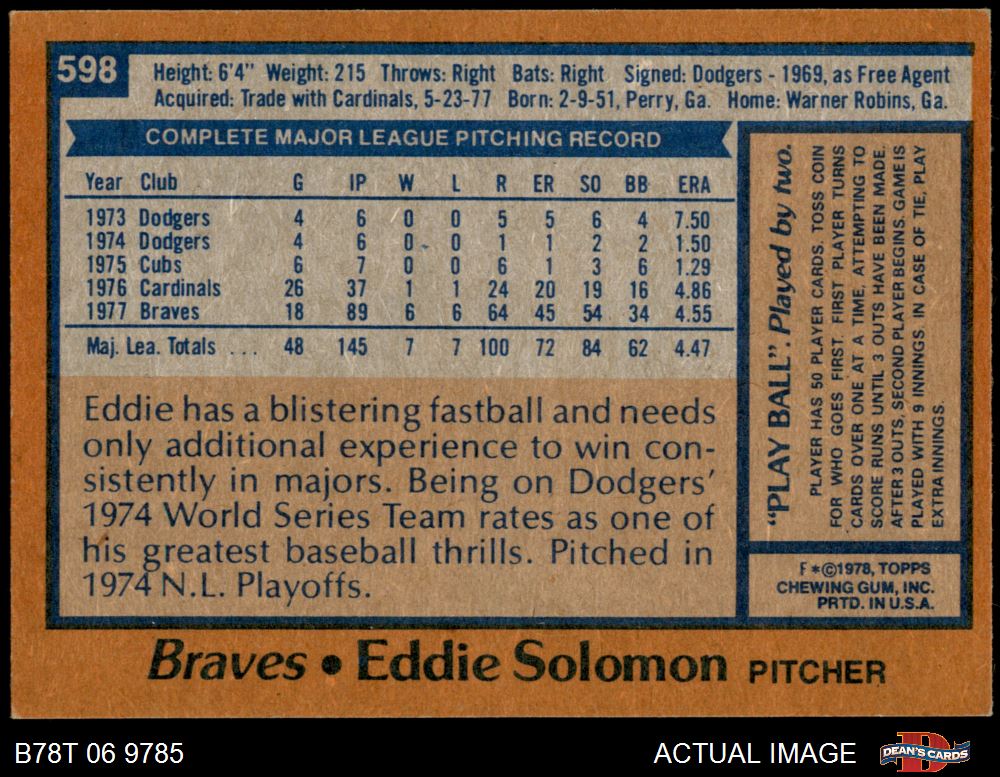 598
Height: 6'4" Weight: 215 Throws: Right Bats: Right Signed: Dodgers - 1969, as Free Agent
Acquired: Trade with Cardinals, 5-23-77 Born: 2-9-51, Perry, Ga. Home: Warner Robins, Ga.
COMPLETE MAJOR LEAGUE PITCHING RECORD
Year Club G IP W L R ER SO BB ERA
1973 Dodgers 4 6 0 0 5 5 6 4 7.50
1974 Dodgers 4 6 0 0 1 1 2 2 1.50
1975 Cubs 6 7 0 0 6 1 3 6 1.29
1976 Cardinals 26 37 1 1 24 20 19 16 4.86
1977 Braves 18 89 6 6 64 45 54 34 4.55
Maj. Lea. Totals ... 48 145 7 7 100 72 84 62 4.47
Eddie has a blistering fastball and needs
only additional experience to win con-
sistently in majors. Being on Dodgers'
1974 World Series Team rates as one of
his greatest baseball thrills. Pitched in
1974 N.L. Playoffs.
"PLAY BALL". Played by two.
PLAYER HAS 50 PLAYER CARDS. TOSS COIN
FOR WHO GOES FIRST. FIRST PLAYER TURNS
CARDS OVER ONE AT A TIME, ATTEMPTING TO
SCORE RUNS UNTIL 3 OUTS HAVE BEEN MADE.
AFTER 3 OUTS, SECOND PLAYER BEGINS. GAME IS
PLAYED WITH 9 INNINGS. IN CASE OF TIE, PLAY
EXTRA INNINGS.
F*©1978, TOPPS
CHEWING GUM, INC.
PRTD. IN U.S.A.
Braves • Eddie Solomon PITCHER
B78T 06 9785
ACTUAL IMAGE
DEAN'S CARDS